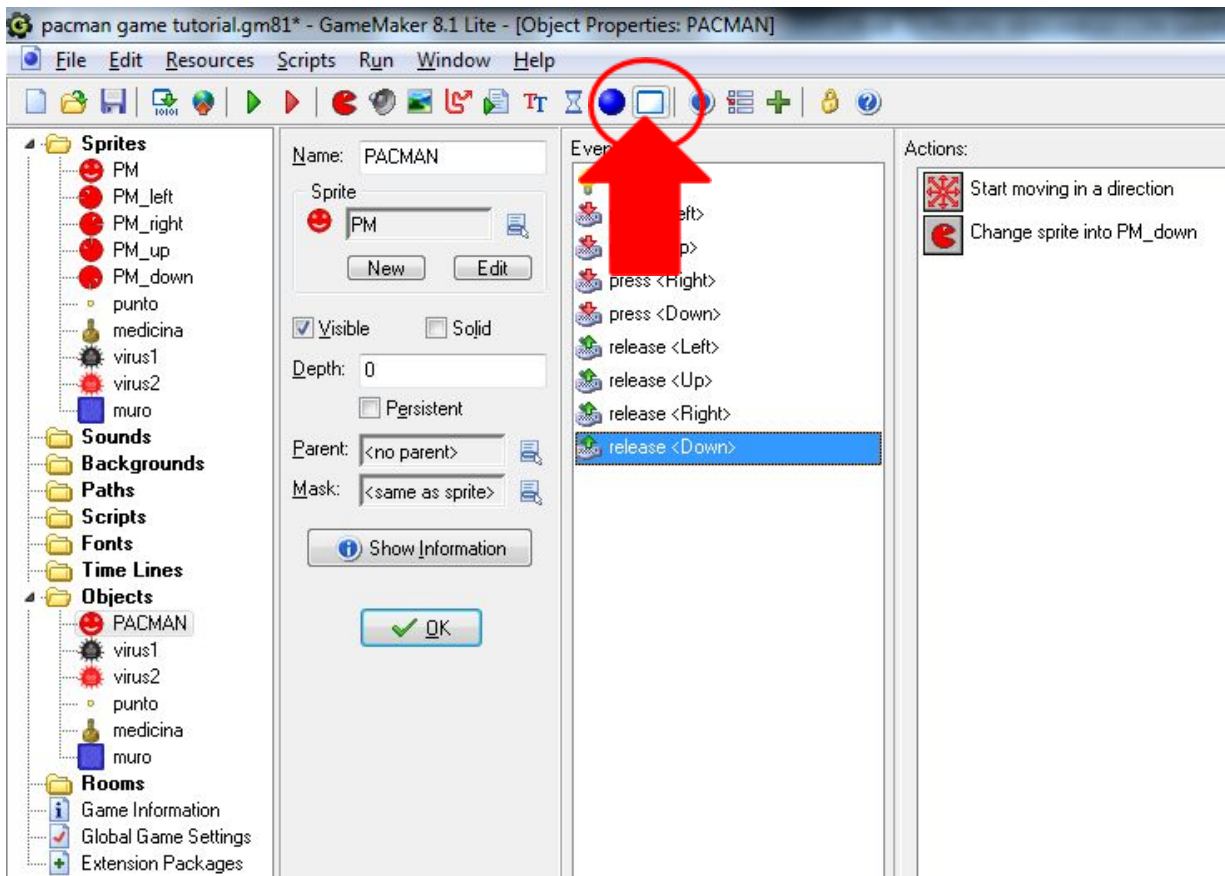 pacman game tutorial.gm81* - GameMaker 8.1 Lite - [Object Properties: PACMAN]
File Edit Resources Scripts Run Window Help
Sprites
PM
PM_left
PM_right
PM_up
PM_down
punto
medicina
virus1
virus2
muro
Sounds
Backgrounds
Paths
Scripts
Fonts
Time Lines
Objects
PACMAN
virus1
virus2
punto
medicina
muro
Rooms
Game Information
Global Game Settings
Extension Packages
Name: PACMAN
Sprite
PM
New Edit
Visible Solid
Depth: 0
Persistent
Parent: <no parent>
Mask: <same as sprite>
Show Information
OK
press <Right>
press <Down>
release <Left>
release <Up>
release <Right>
release <Down>
Actions:
Start moving in a direction
Change sprite into PM_down